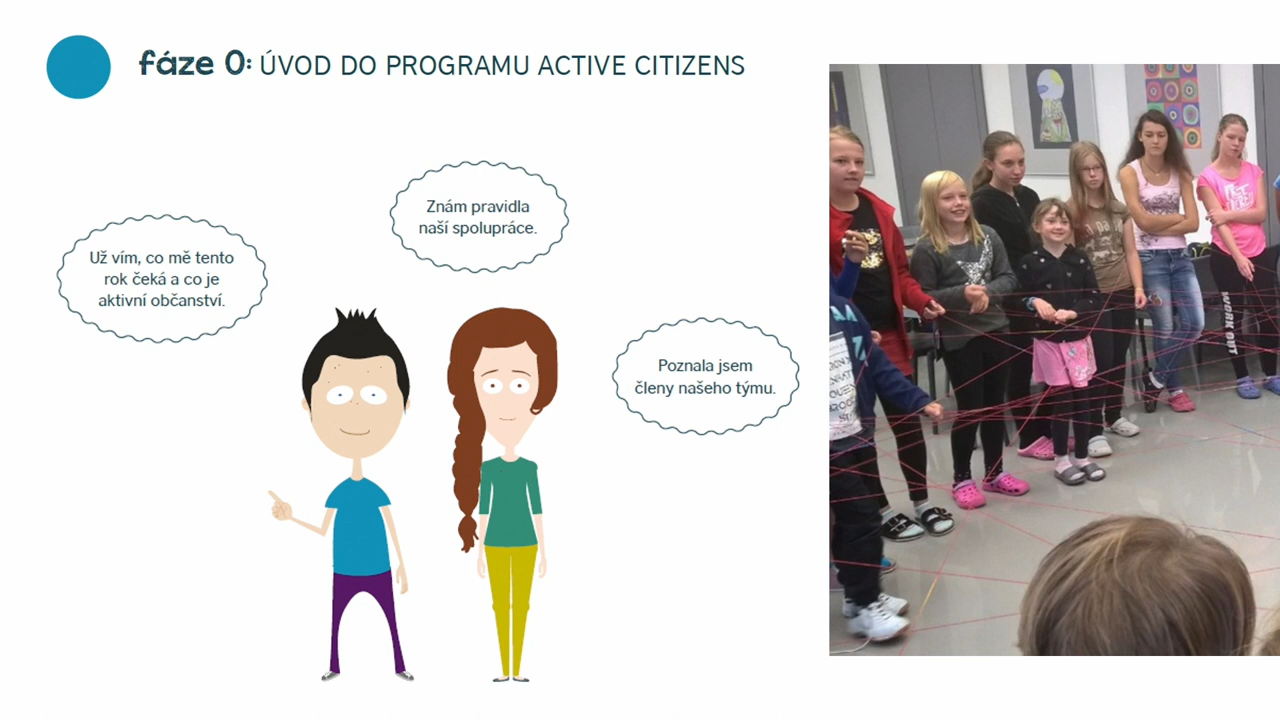 fáze 0: ÚVOD DO PROGRAMU ACTIVE CITIZENS
Znám pravidla
naší spolupráce.
Už vím, co mě tento
rok čeká a co je
aktivní občanství.
Poznala jsem
členy našeho týmu.
WORK OUT